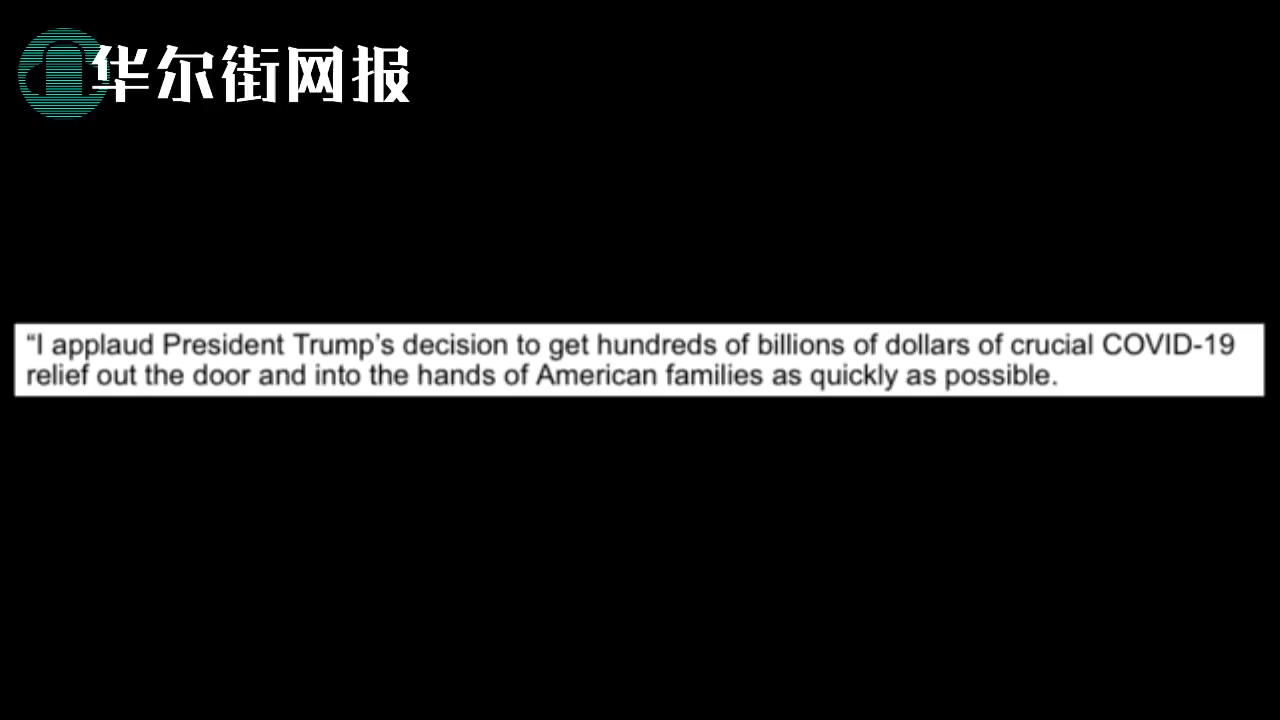 华尔街网报
“I applaud President Trump’s decision to get hundreds of billions of dollars of crucial COVID-19
relief out the door and into the hands of American families as quickly as possible.